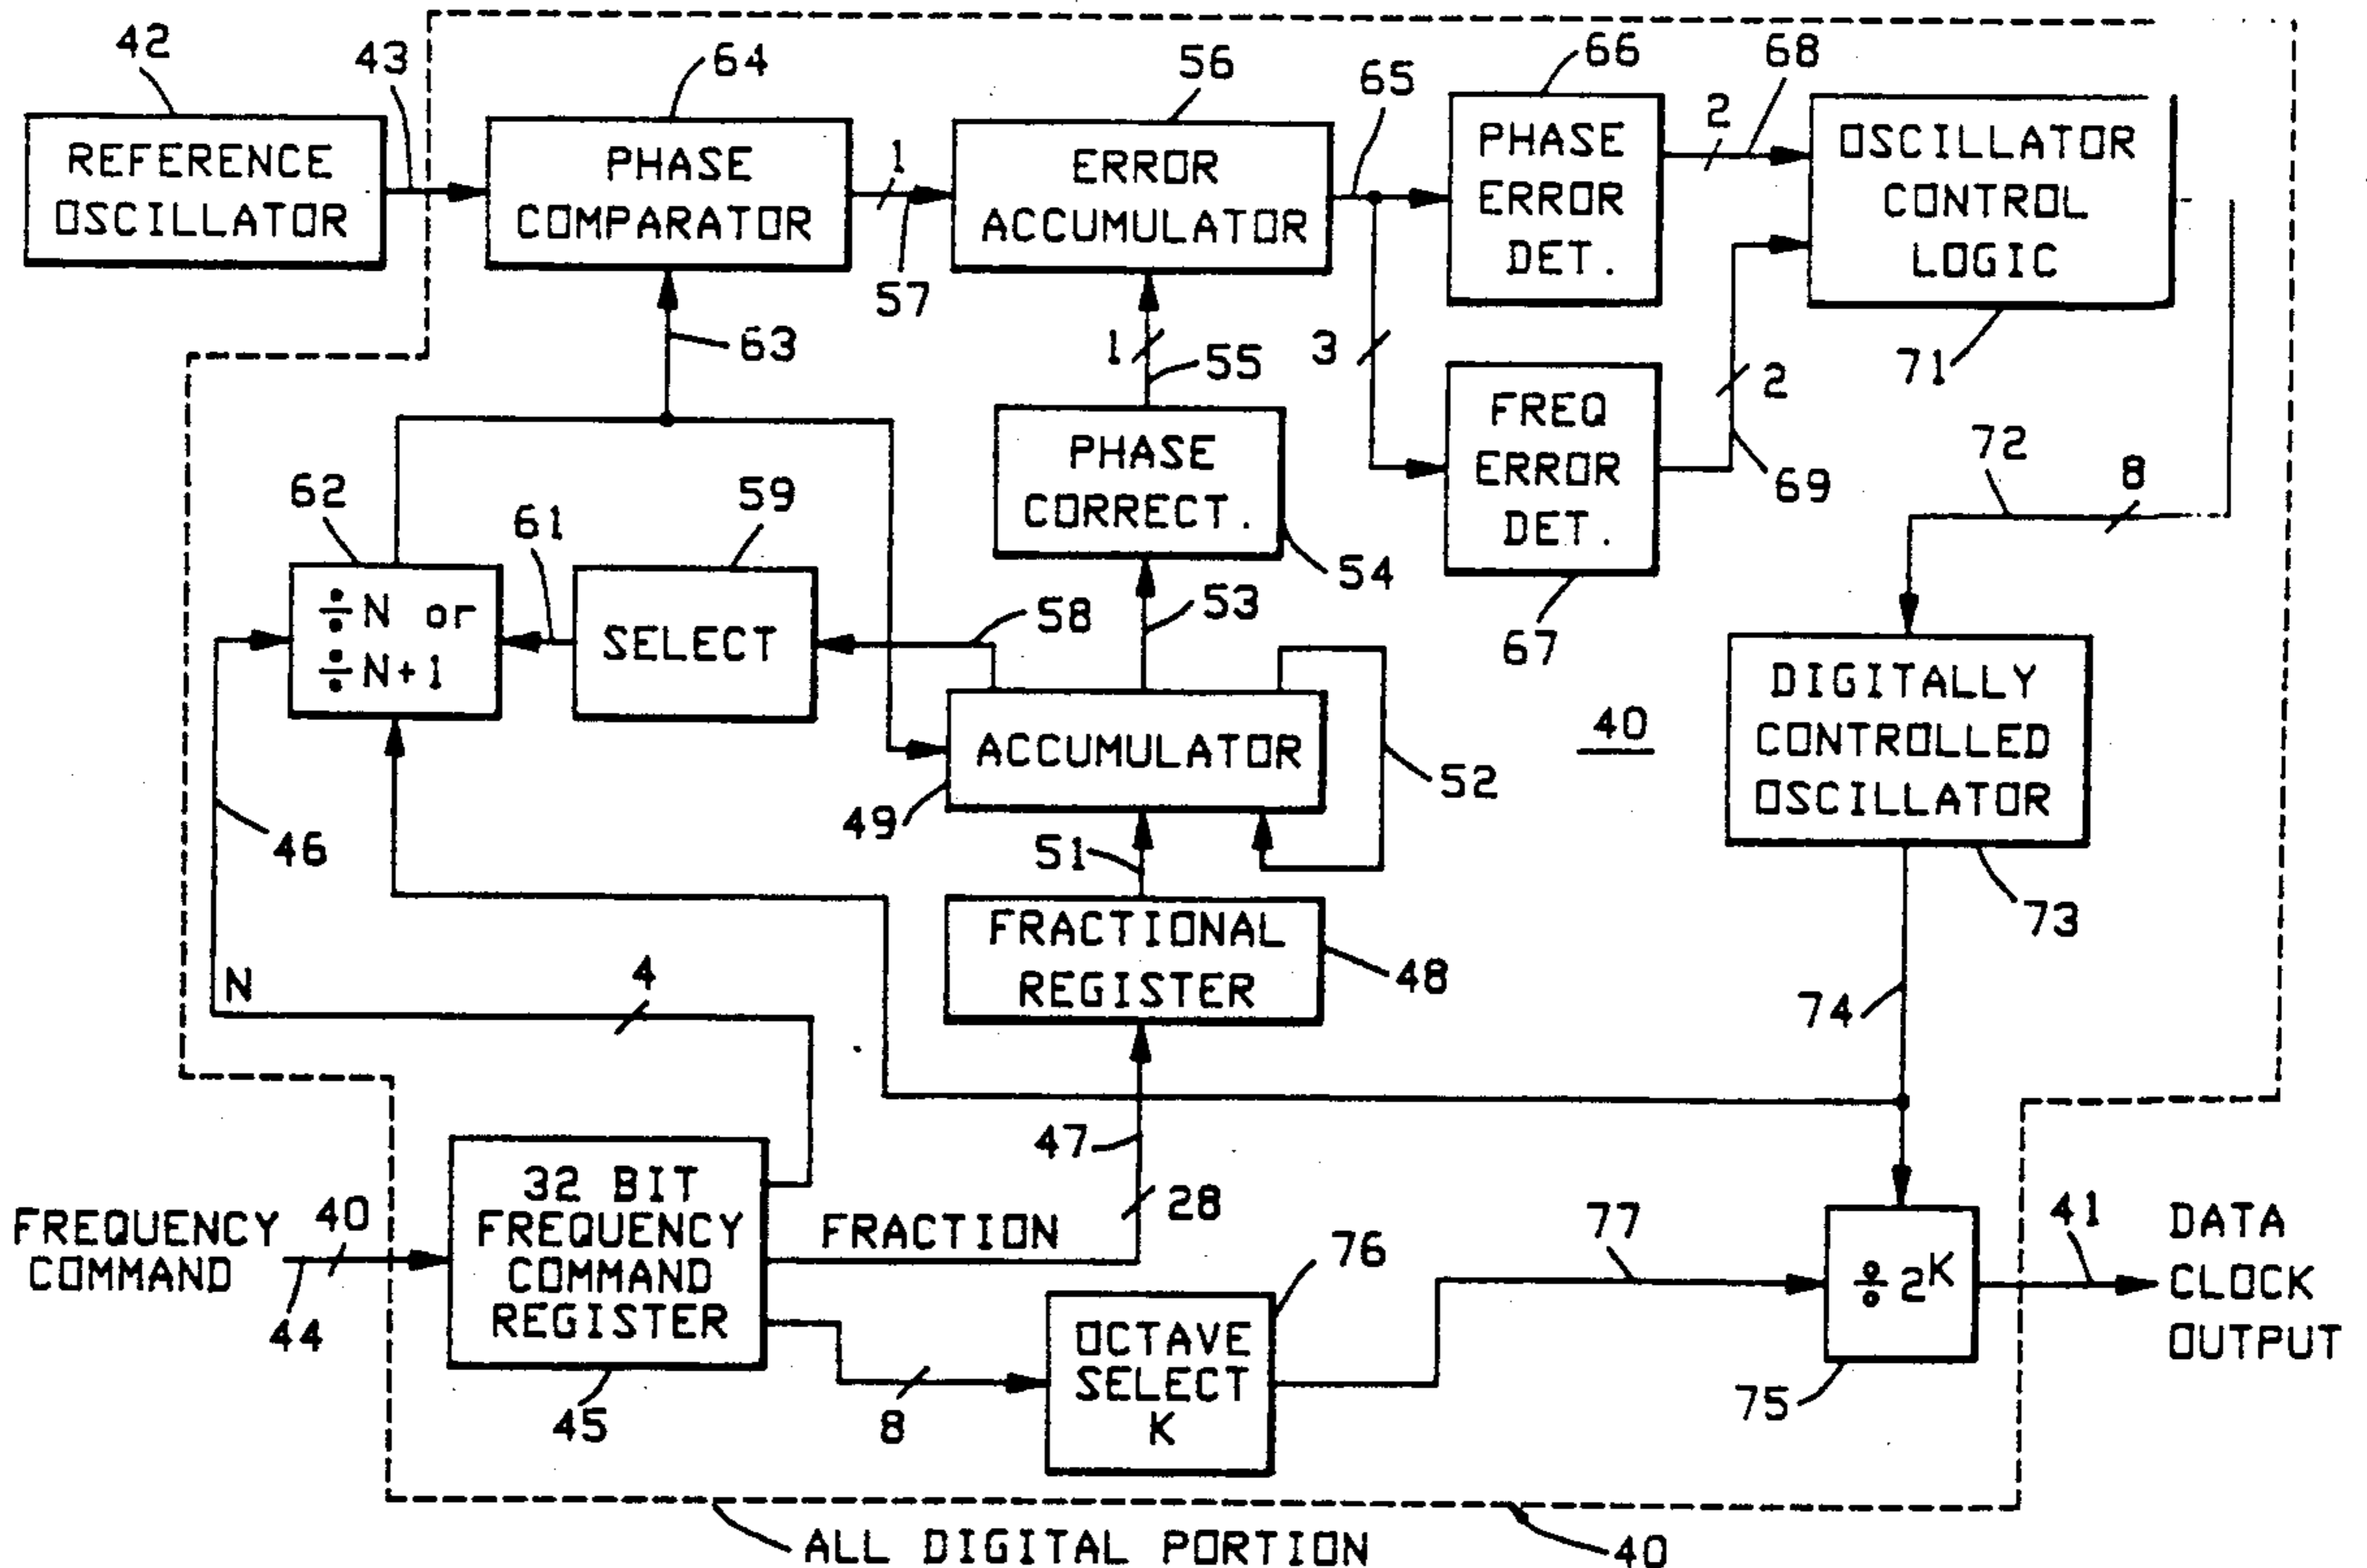 42
43
64
56
65
66
68
2
REFERENCE
OSCILLATOR
PHASE
COMPARATOR
1
57
ERROR
ACCUMULATOR
PHASE
ERROR
DET.
OSCILLATOR
CONTROL
LOGIC
71
63
1
55
3
2
69
FREQ
ERROR
DET.
67
72
8
PHASE
CORRECT.
54
62
61
59
÷N or
÷N+1
SELECT
58
53
ACCUMULATOR
49
52
40
DIGITALLY
CONTROLLED
OSCILLATOR
73
46
51
FRACTIONAL
REGISTER
48
N
4
74
47
28
FREQUENCY
COMMAND
40
44
32 BIT
FREQUENCY
COMMAND
REGISTER
45
FRACTION
8
76
OCTAVE
SELECT
K
77
÷2^K
75
41
DATA
CLOCK
OUTPUT
ALL DIGITAL PORTION
40